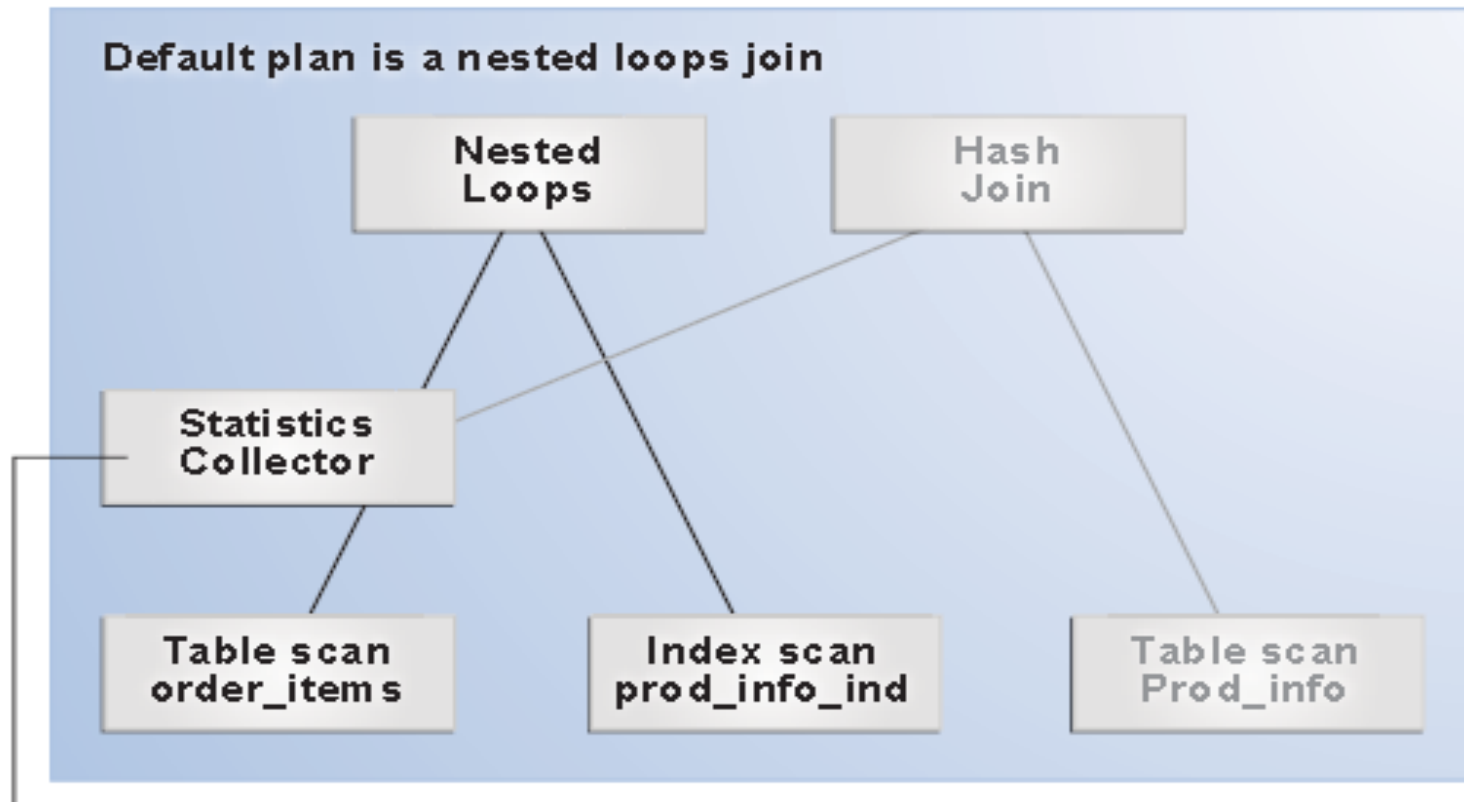 Default plan is a nested loops join
Nested
Loops
Hash
Join
Statistics
Collector
Table scan
order_items
Index scan
prod_info_ind
Table scan
Prod_info